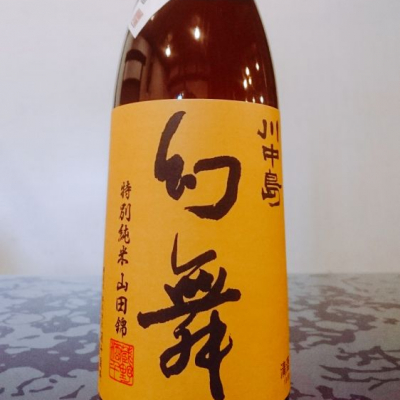 川中島
幻舞
特別純米 山田錦